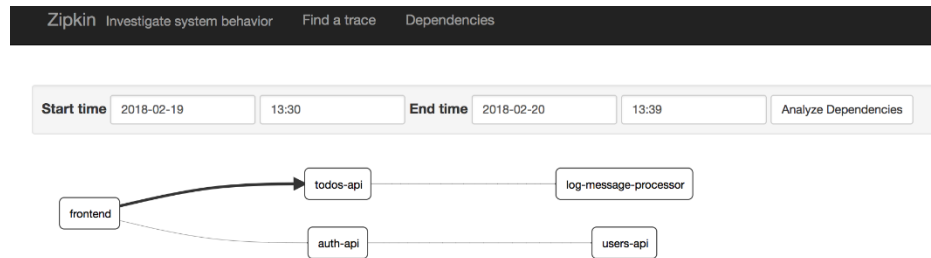 Zipkin Investigate system behavior Find a trace Dependencies
Start time 2018-02-19 13:30 End time 2018-02-20 13:39 Analyze Dependencies
todos-api log-message-processor
frontend
auth-api users-api